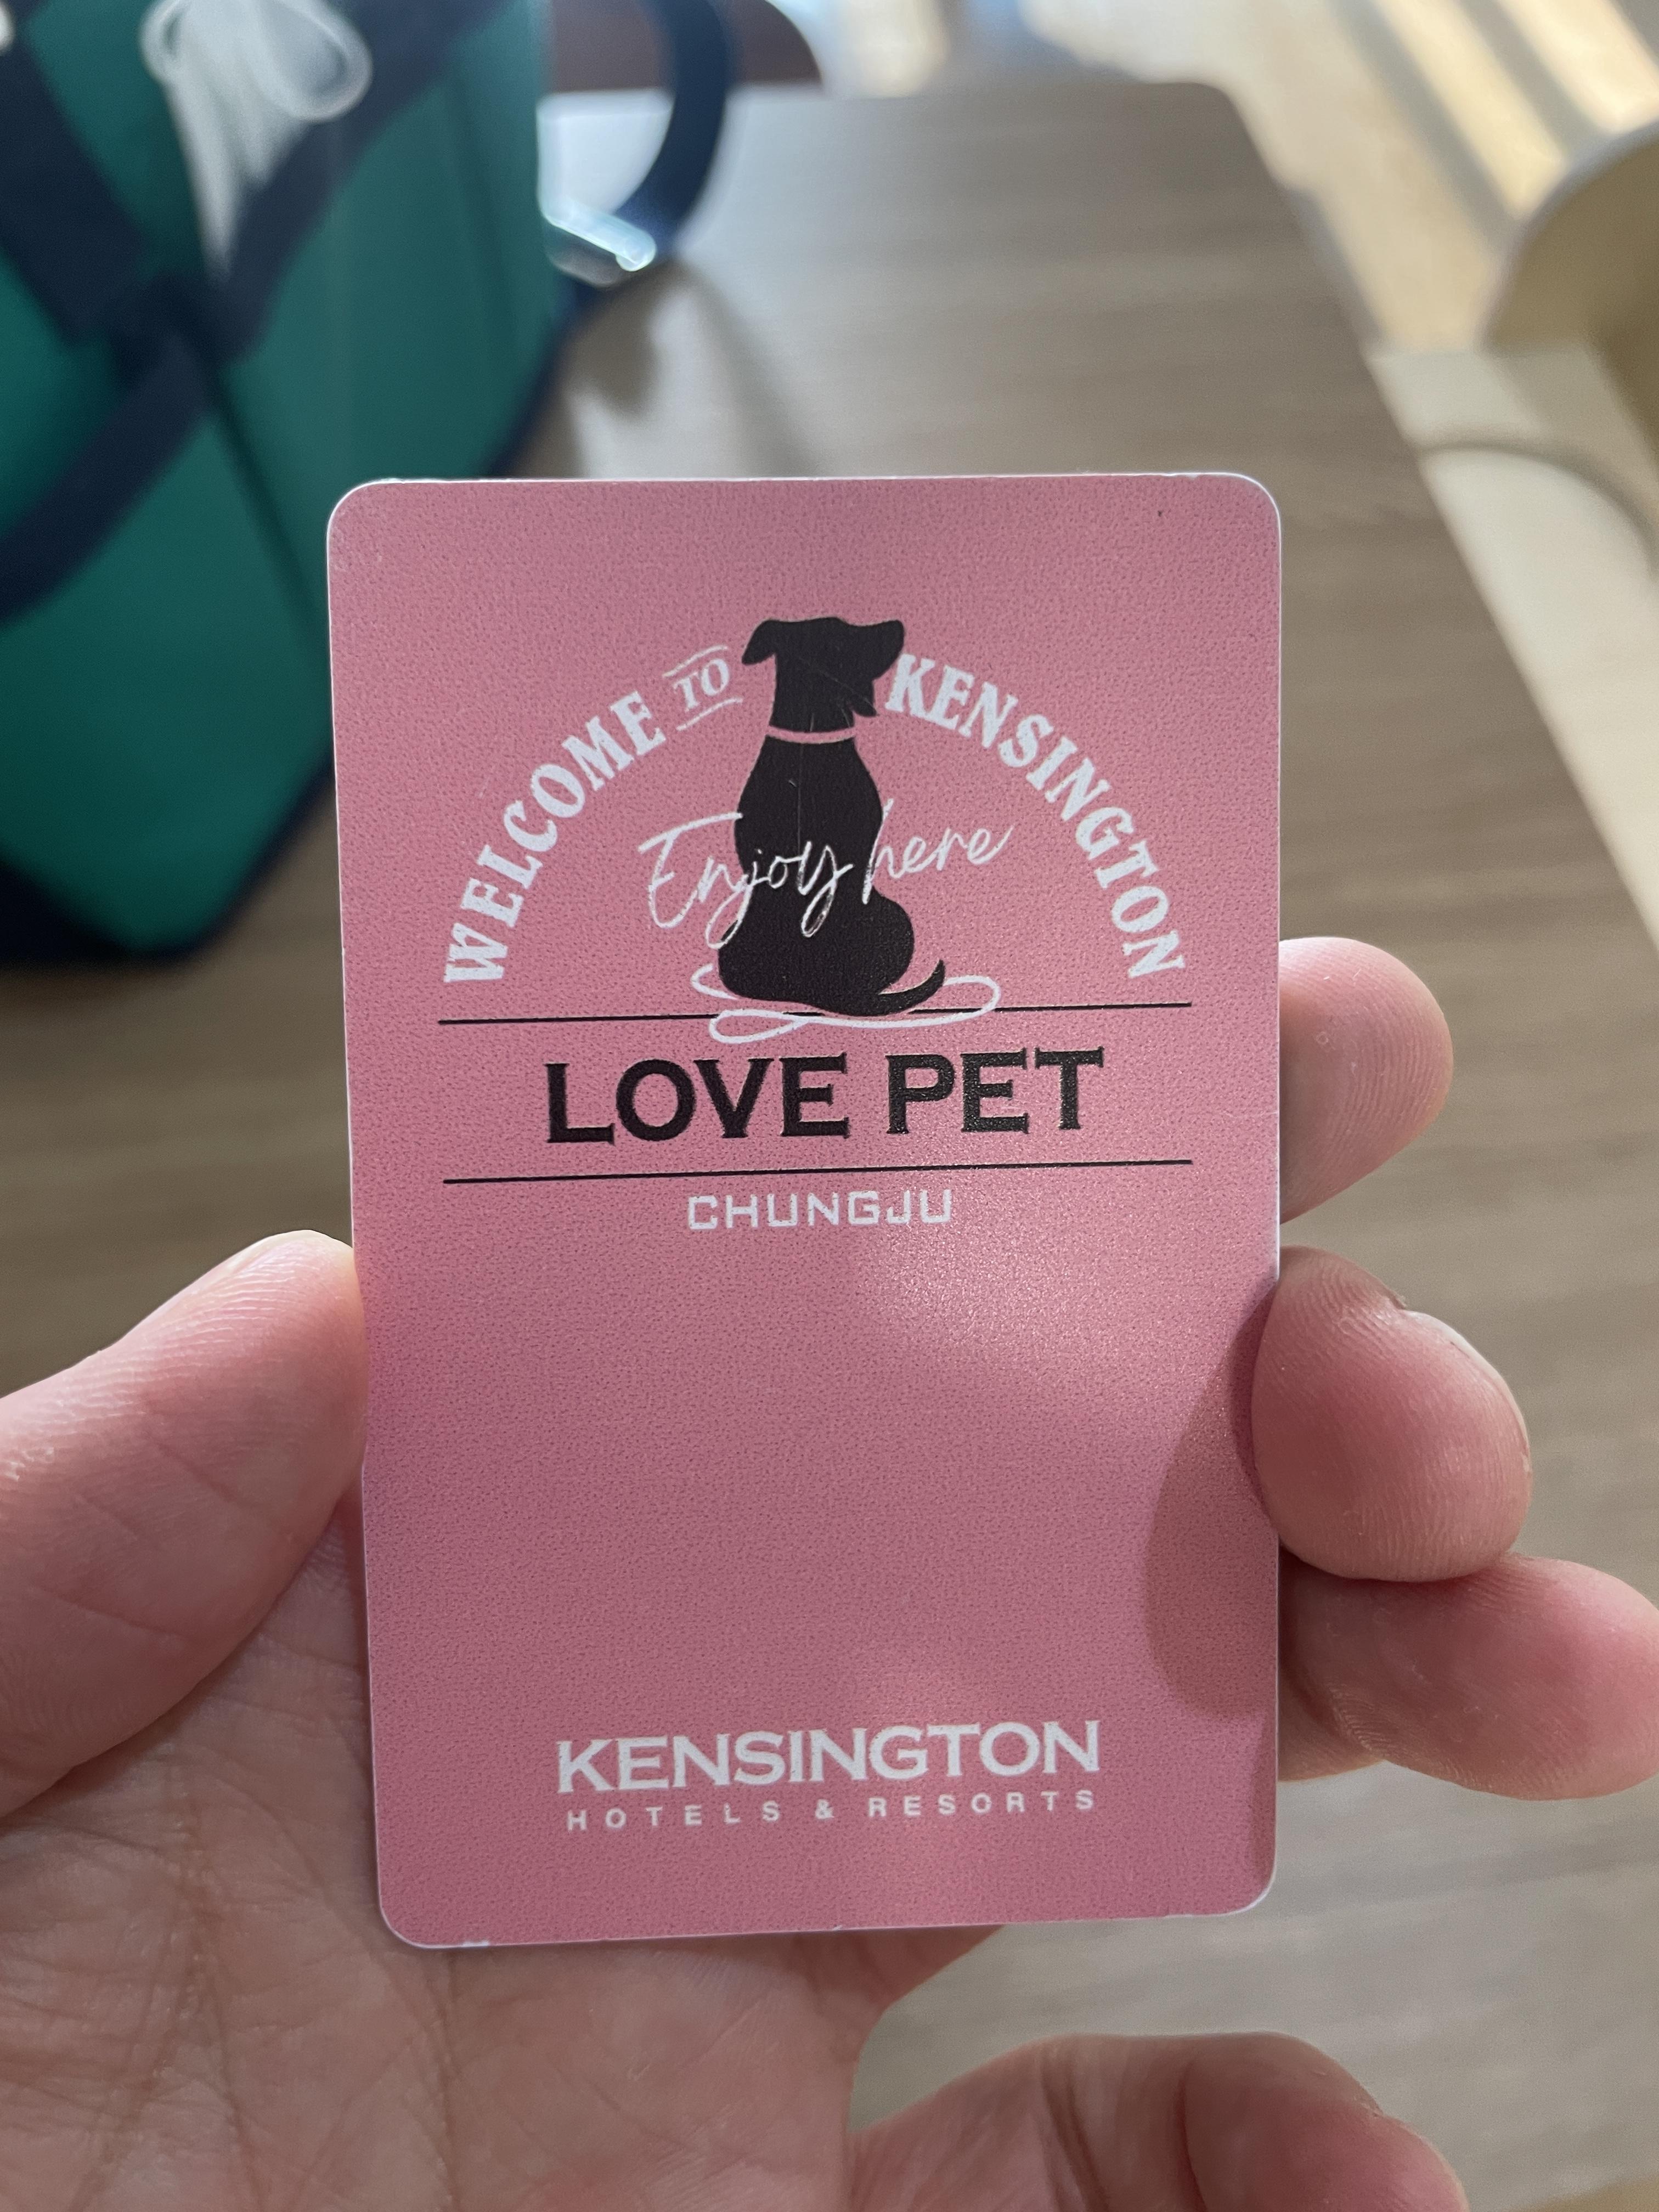 WELCOME TO KENSINGTON
Enjoy here
LOVE PET
CHUNGJU
KENSINGTON
HOTELS & RESORTS